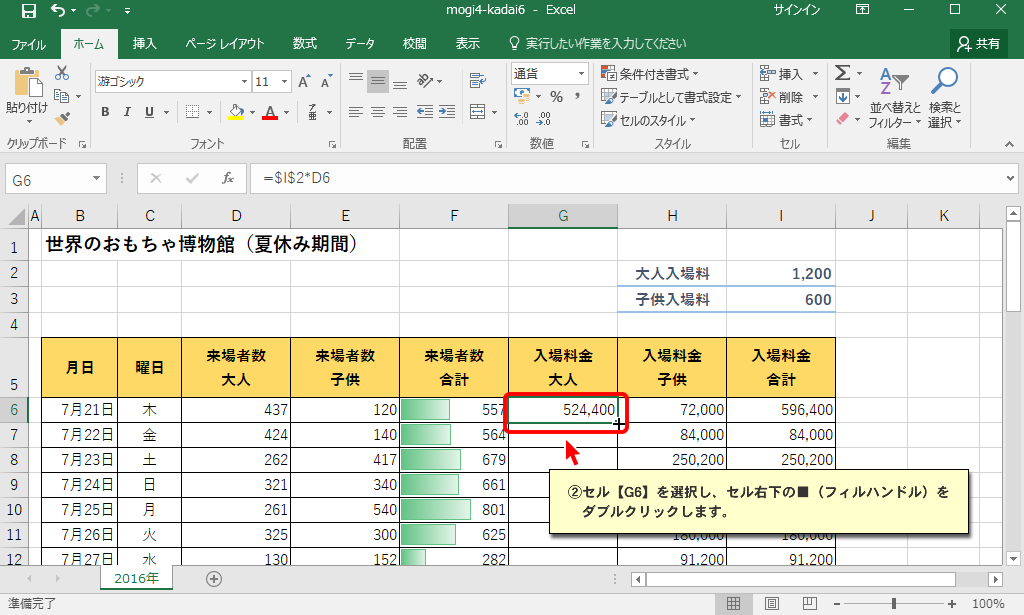 mogi4-kadai6 - Excel
サインイン
ファイル ホーム 挿入 ページ レイアウト 数式 データ 校閲 表示 実行したい作業を入力してください 共有
貼り付け
游ゴシック 11
B I U
通貨
% ,
条件付き書式
テーブルとして書式設定
セルのスタイル
挿入
削除
書式
並べ替えと
フィルター
検索と
選択
クリップボード フォント 配置 数値 スタイル セル 編集
G6 fx =$I$2*D6
A B C D E F G H I J K
1 世界のおもちゃ博物館（夏休み期間）
2 大人入場料 1,200
3 子供入場料 600
4
5 月日 曜日 来場者数 大人 来場者数 子供 来場者数 合計 入場料金 大人 入場料金 子供 入場料金 合計
6 7月21日 木 437 120 557 524,400 72,000 596,400
7 7月22日 金 424 140 564 84,000 84,000
8 7月23日 土 262 417 679 250,200 250,200
9 7月24日 日 321 340 661
10 7月25日 月 261 540 801
11 7月26日 火 325 300 625 180,000 180,000
12 7月27日 水 130 152 282 91,200 91,200
②セル【G6】を選択し、セル右下の■（フィルハンドル）を
ダブルクリックします。
2016年
準備完了
100%